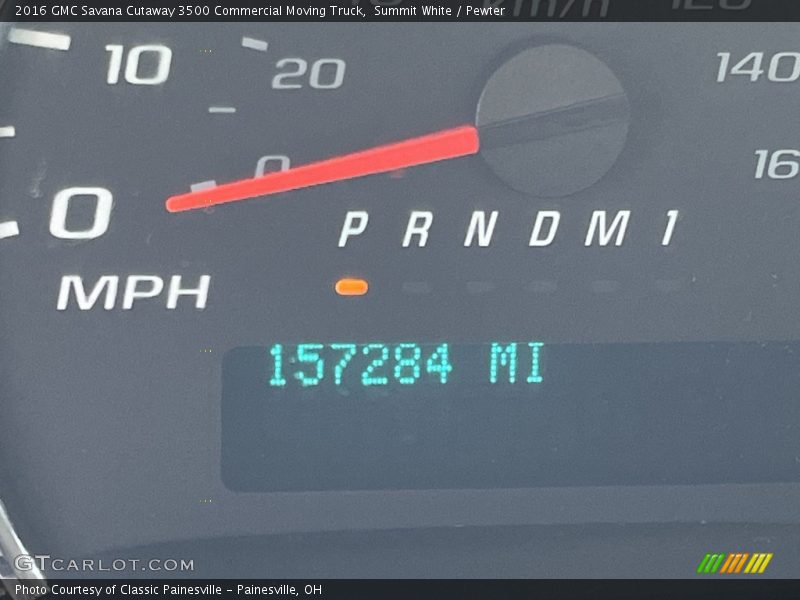 2016 GMC Savana Cutaway 3500 Commercial Moving Truck, Summit White / Pewter
10 20 140
0 16
0
P R N D M 1
MPH
157284 MI
GTCARLOT.COM
Photo Courtesy of Classic Painesville - Painesville, OH